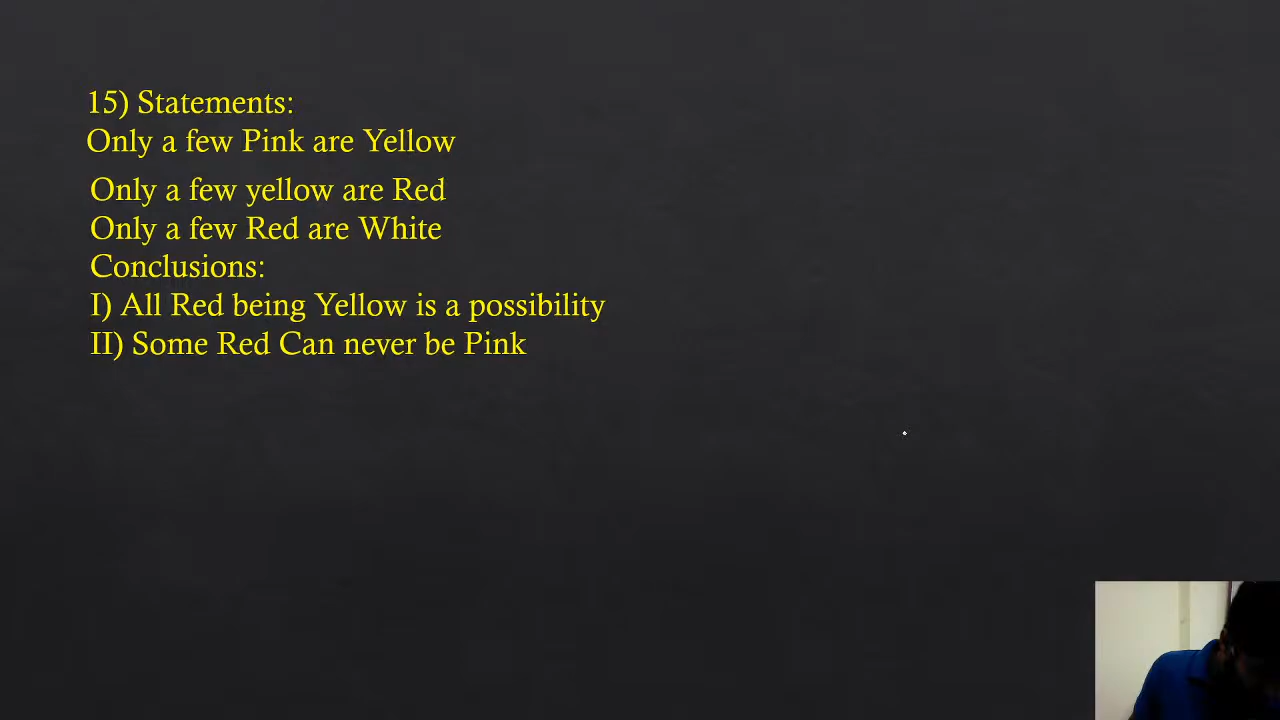 15) Statements:
Only a few Pink are Yellow
Only a few yellow are Red
Only a few Red are White
Conclusions:
I) All Red being Yellow is a possibility
II) Some Red Can never be Pink